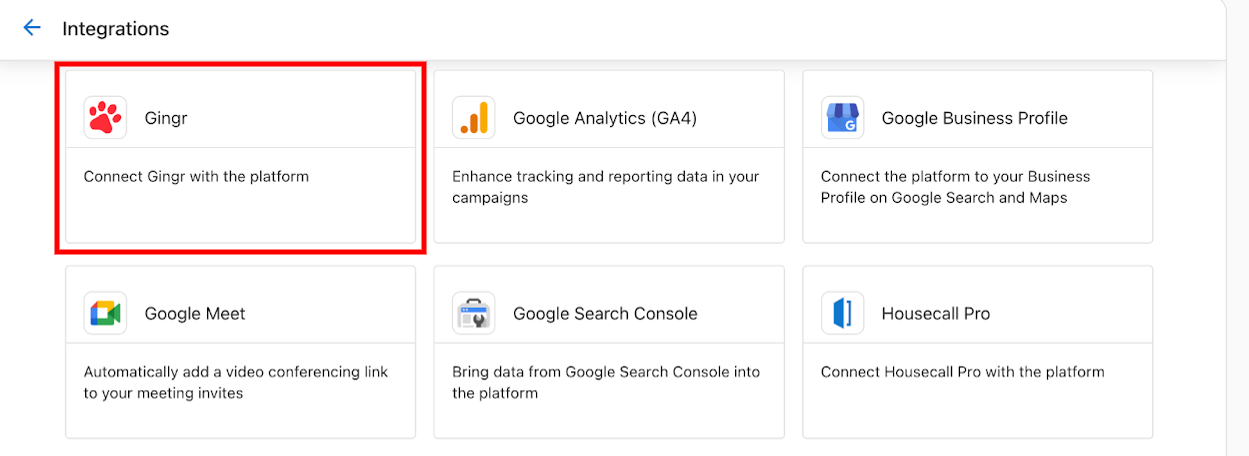 Integrations
Gingr
Connect Gingr with the platform
Google Analytics (GA4)
Enhance tracking and reporting data in your
campaigns
Google Business Profile
Connect the platform to your Business
Profile on Google Search and Maps
Google Meet
Automatically add a video conferencing link
to your meeting invites
Google Search Console
Bring data from Google Search Console into
the platform
Housecall Pro
Connect Housecall Pro with the platform